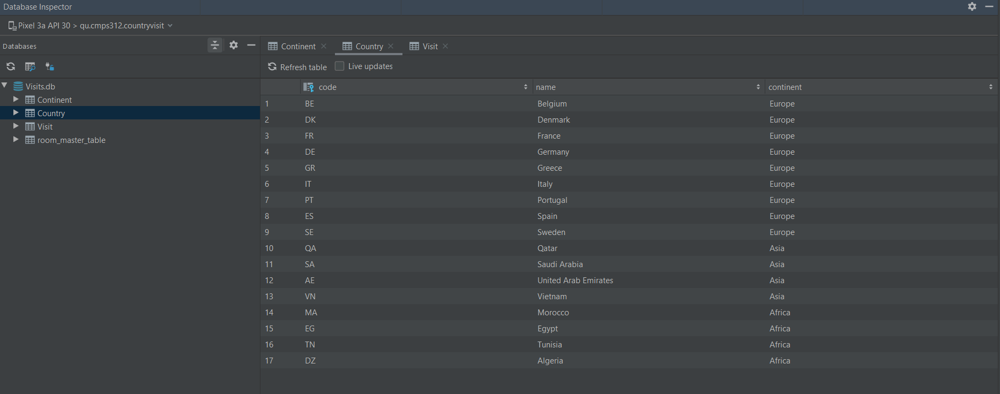 Database Inspector
Pixel 3a API 30 > qu.cmps312.countryvisit
Databases
Visits.db
Continent
Country
Visit
room_master_table
Continent Country Visit
Refresh table Live updates
code name continent
1 BE Belgium Europe
2 DK Denmark Europe
3 FR France Europe
4 DE Germany Europe
5 GR Greece Europe
6 IT Italy Europe
7 PT Portugal Europe
8 ES Spain Europe
9 SE Sweden Europe
10 QA Qatar Asia
11 SA Saudi Arabia Asia
12 AE United Arab Emirates Asia
13 VN Vietnam Asia
14 MA Morocco Africa
15 EG Egypt Africa
16 TN Tunisia Africa
17 DZ Algeria Africa